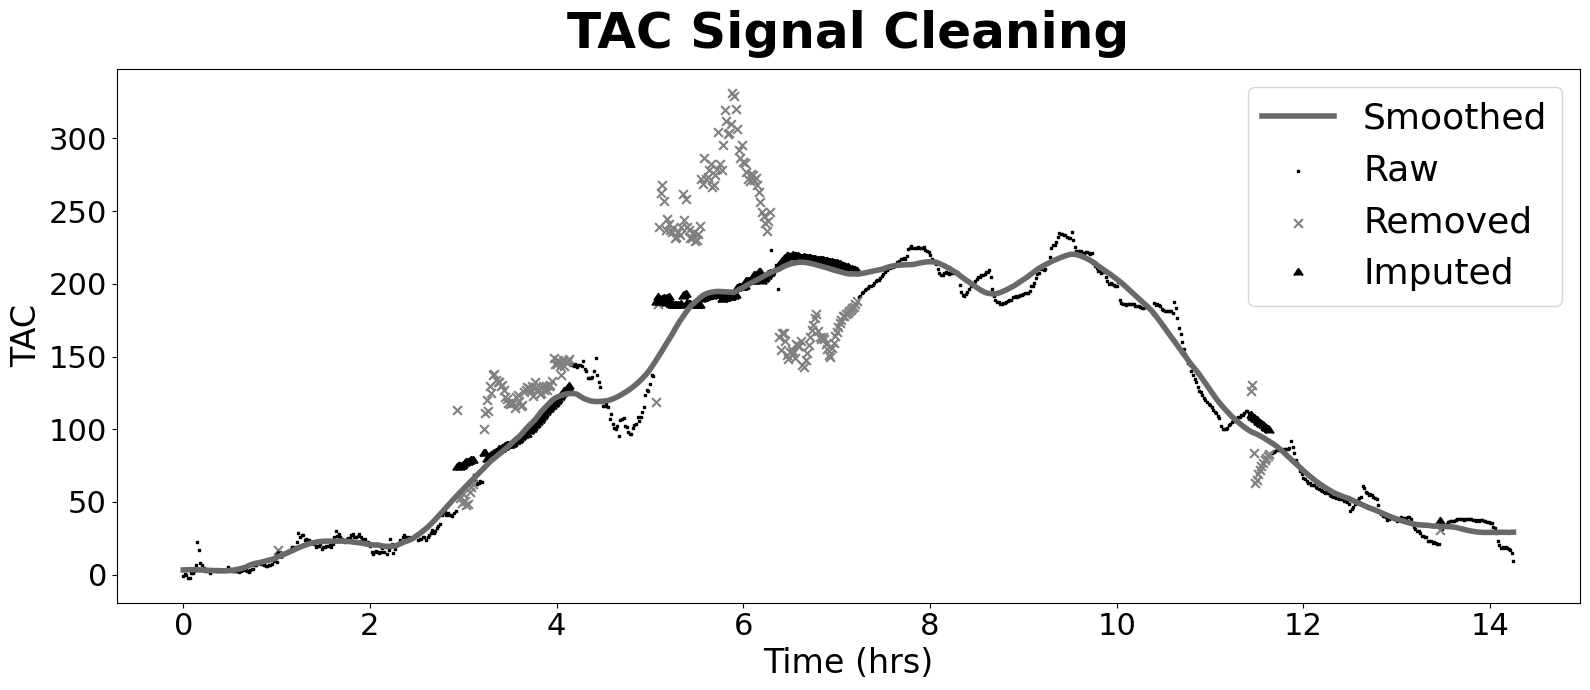 TAC Signal Cleaning
Smoothed
Raw
Removed
Imputed
TAC
300
250
200
150
100
50
0
0 2 4 6 8 10 12 14
Time (hrs)